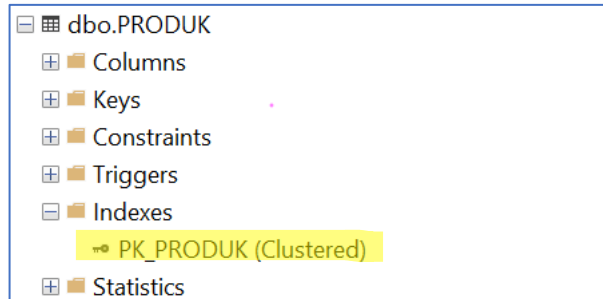 dbo.PRODUK
Columns
Keys
Constraints
Triggers
Indexes
PK_PRODUK (Clustered)
Statistics